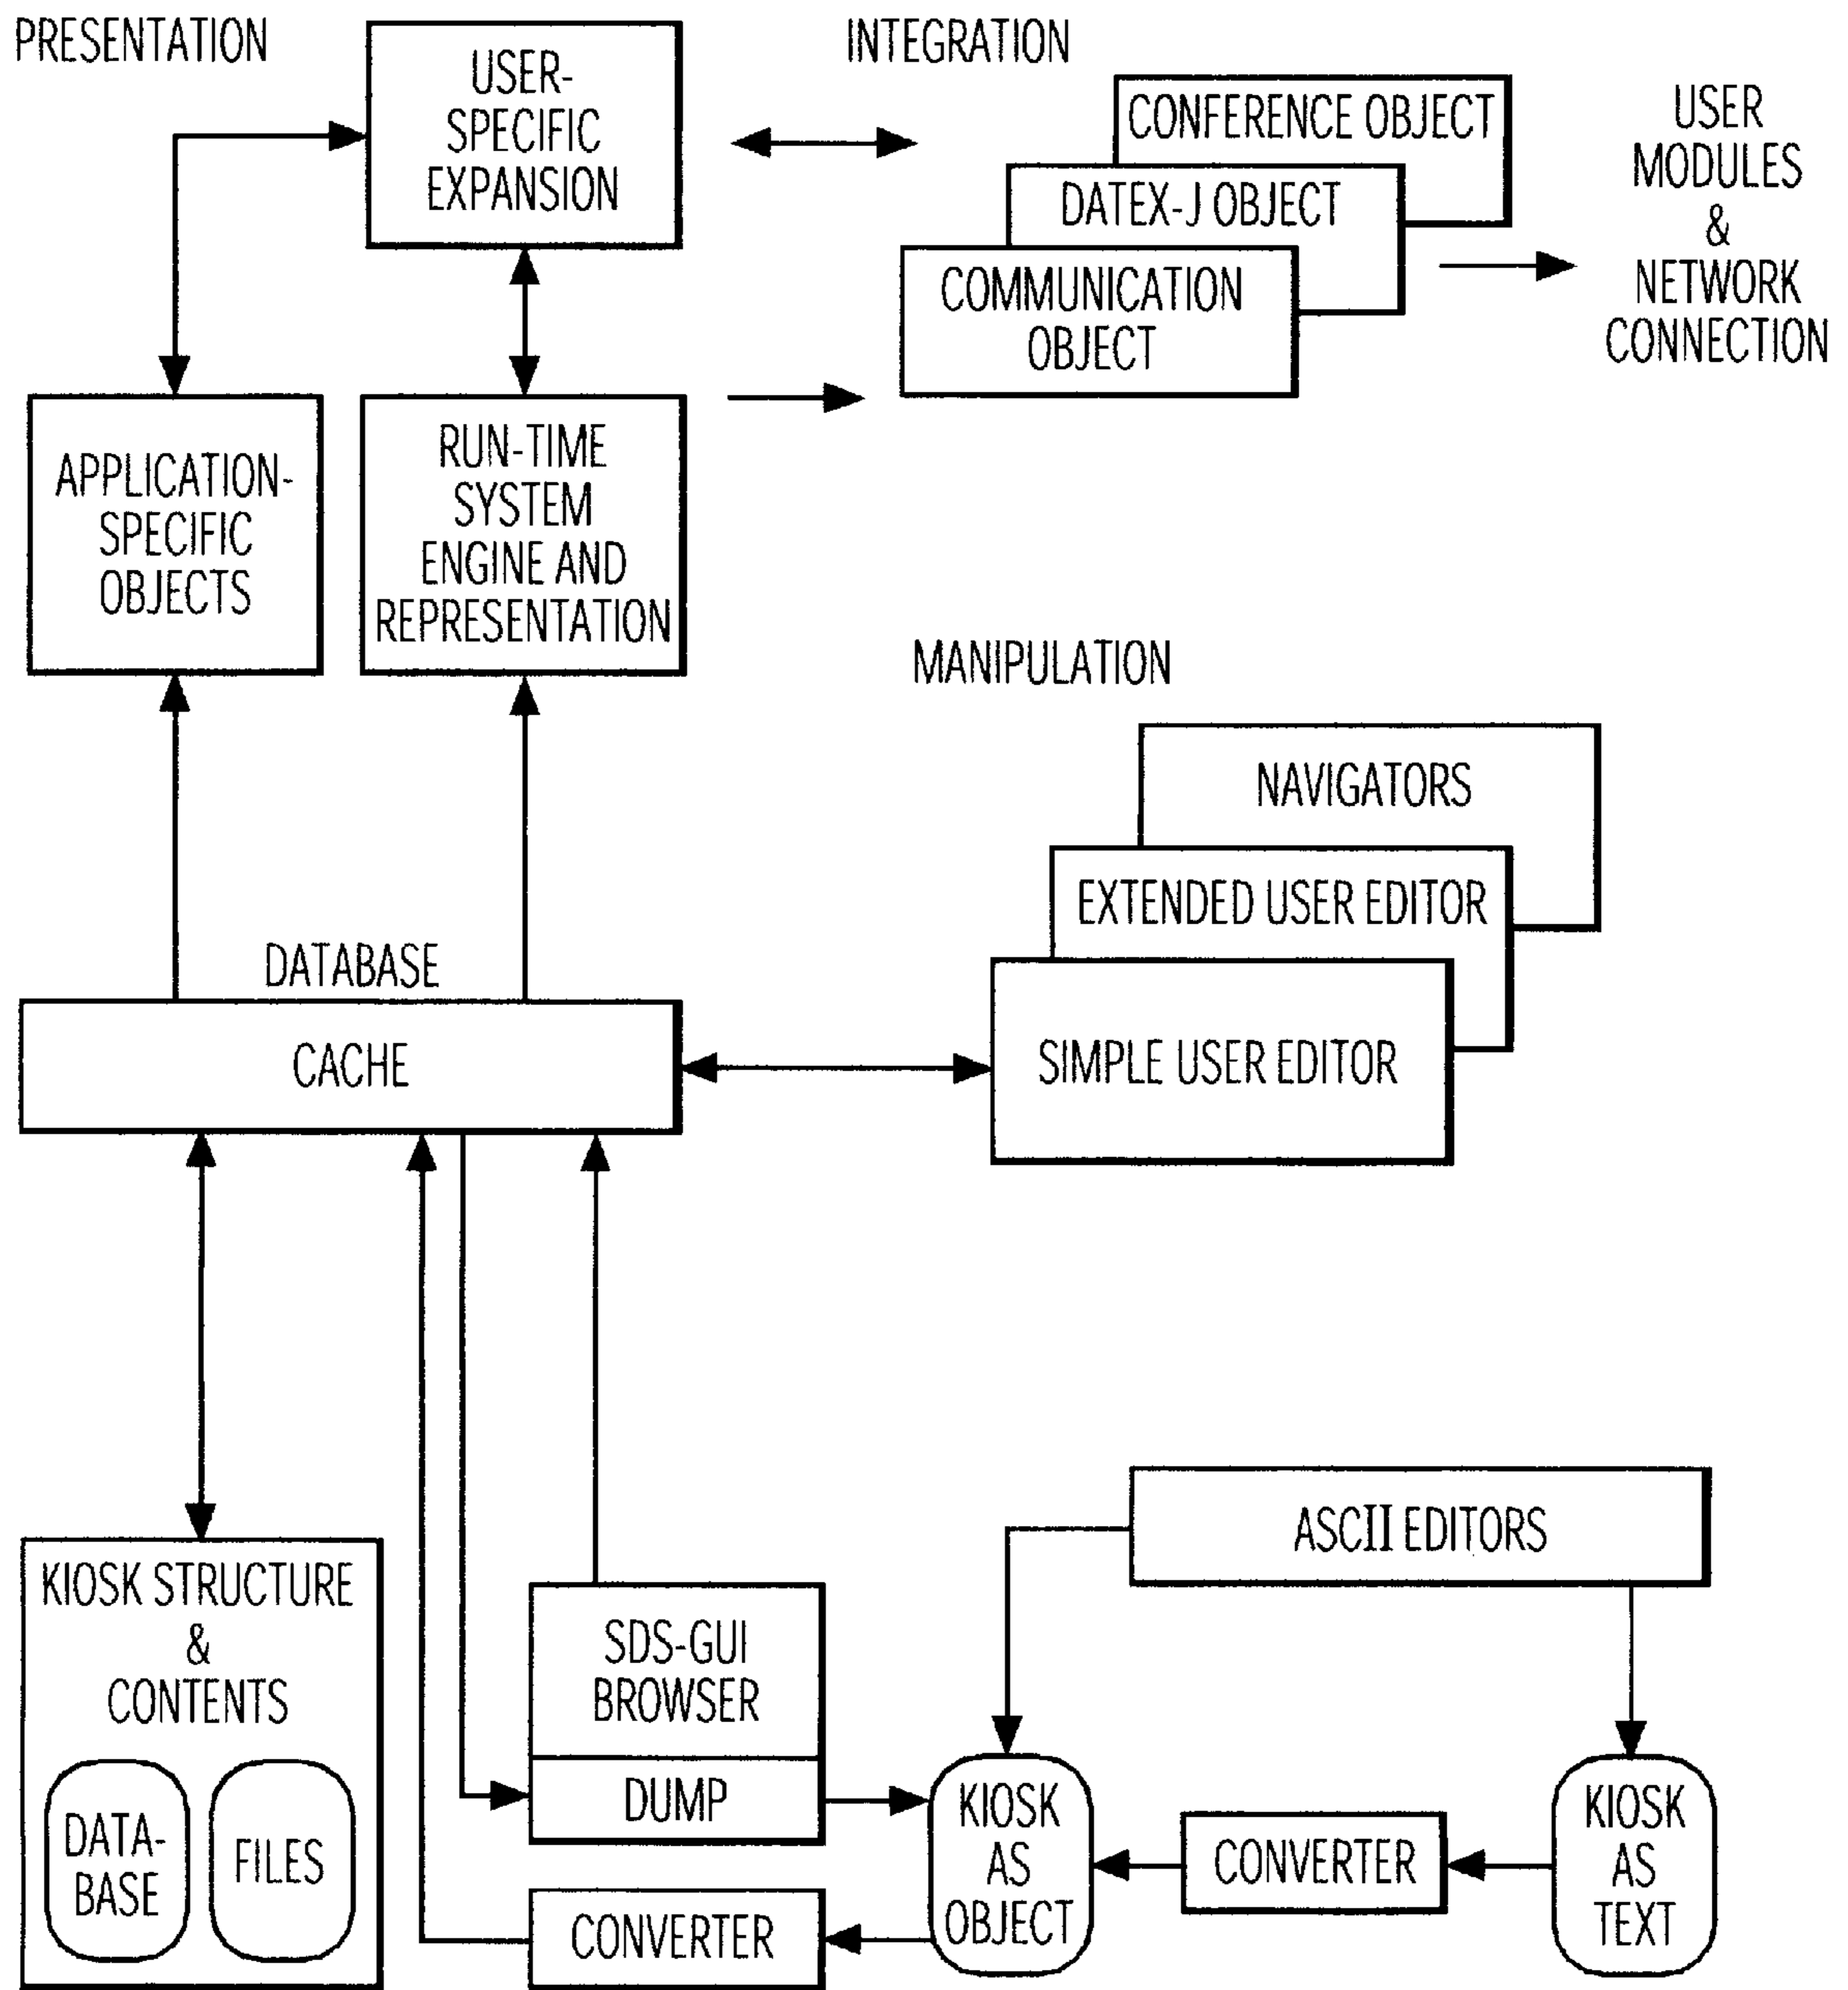 PRESENTATION
USER-
SPECIFIC
EXPANSION
INTEGRATION
CONFERENCE OBJECT
DATEX-J OBJECT
COMMUNICATION
OBJECT
USER
MODULES
&
NETWORK
CONNECTION
APPLICATION-
SPECIFIC
OBJECTS
RUN-TIME
SYSTEM
ENGINE AND
REPRESENTATION
MANIPULATION
NAVIGATORS
EXTENDED USER EDITOR
SIMPLE USER EDITOR
DATABASE
CACHE
KIOSK STRUCTURE
&
CONTENTS
DATA-
BASE
FILES
SDS-GUI
BROWSER
DUMP
CONVERTER
ASCII EDITORS
KIOSK
AS
OBJECT
CONVERTER
KIOSK
AS
TEXT